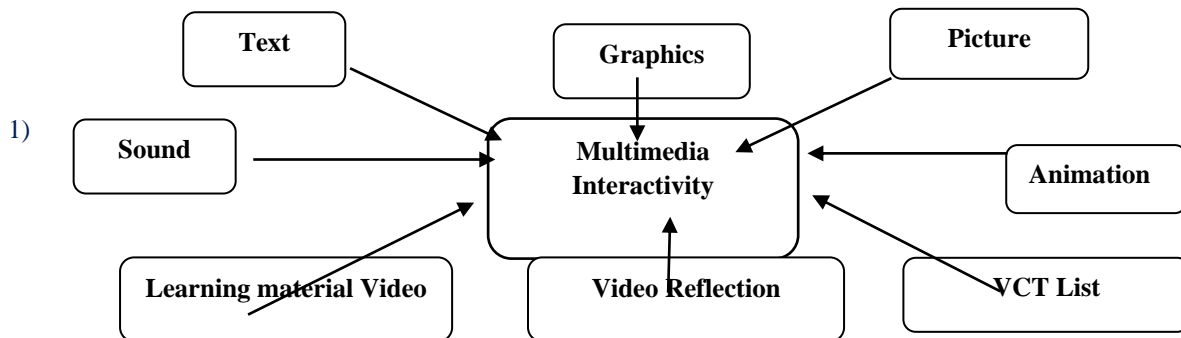 Text
Graphics
Picture
1)
Sound
Multimedia
Interactivity
Animation
Learning material Video
Video Reflection
VCT List